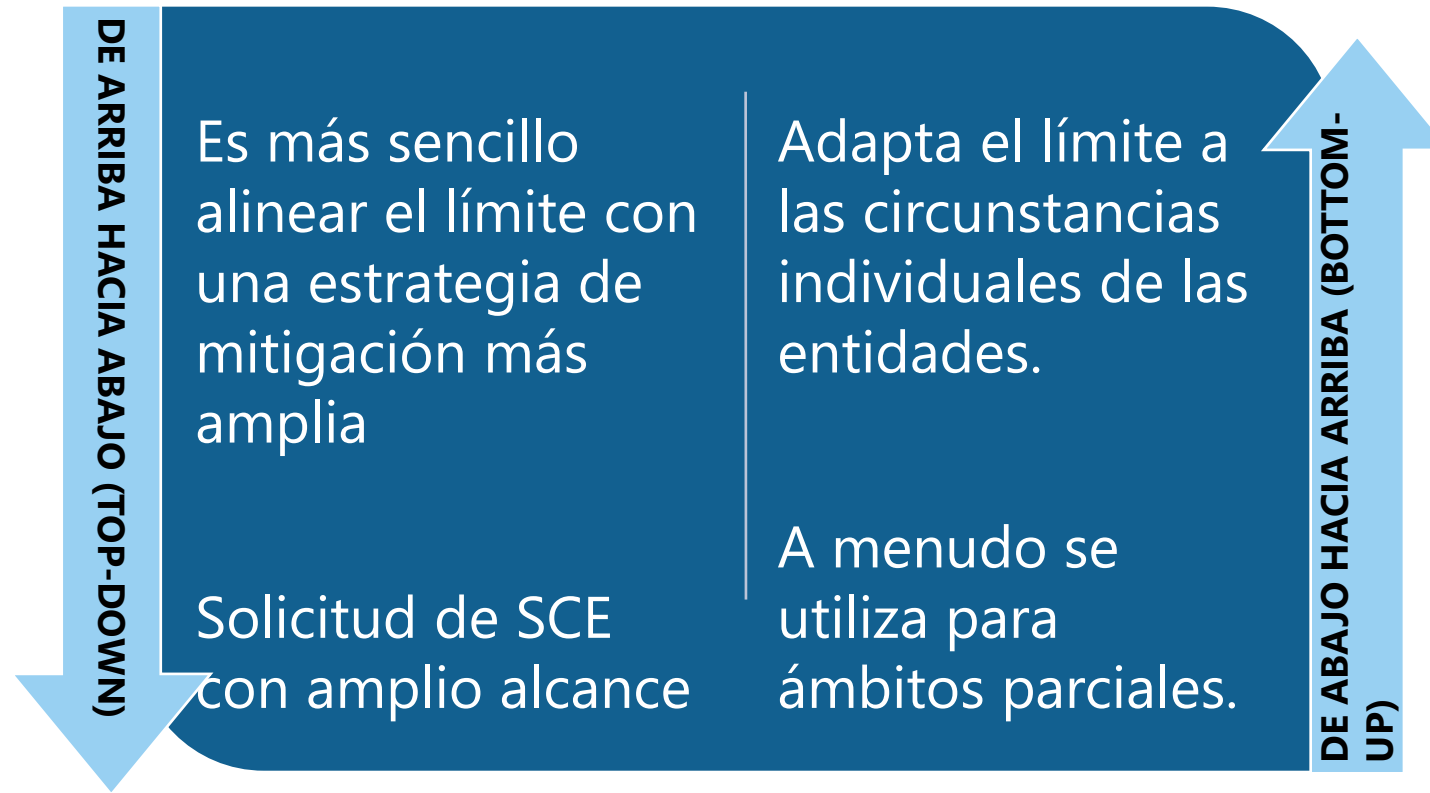 DE ARRIBA HACIA ABAJO (TOP-DOWN)
Es más sencillo
alinear el límite con
una estrategia de
mitigación más
amplia
Solicitud de SCE
con amplio alcance
Adapta el límite a
las circunstancias
individuales de las
entidades.
A menudo se
utiliza para
ámbitos parciales.
DE ABAJO HACIA ARRIBA (BOTTOM-
UP)